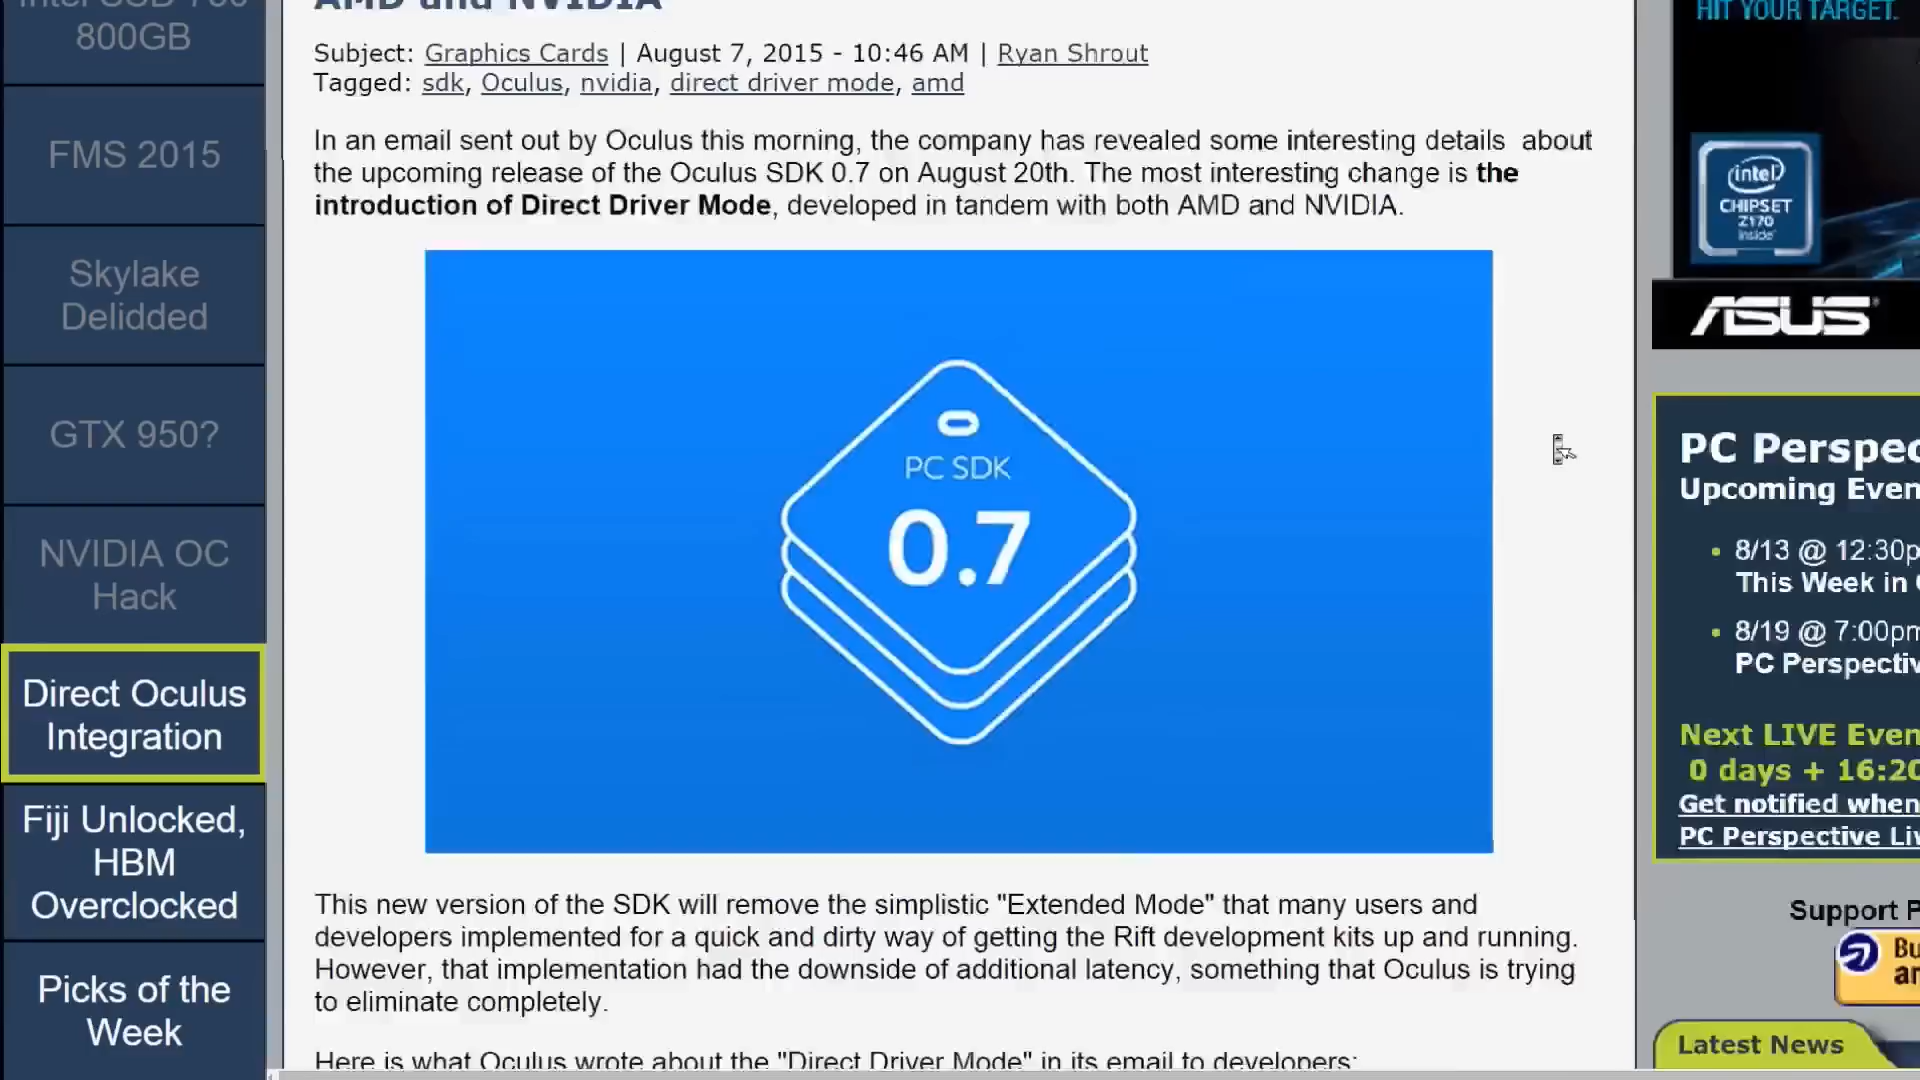 Intel SSD 750
800GB
FMS 2015
Skylake
Delidded
GTX 950?
NVIDIA OC
Hack
Direct Oculus
Integration
Fiji Unlocked,
HBM
Overclocked
Picks of the
Week
AMD and NVIDIA
Subject: Graphics Cards | August 7, 2015 - 10:46 AM | Ryan Shrout
Tagged: sdk, Oculus, nvidia, direct driver mode, amd
In an email sent out by Oculus this morning, the company has revealed some interesting details  about
the upcoming release of the Oculus SDK 0.7 on August 20th. The most interesting change is the
introduction of Direct Driver Mode, developed in tandem with both AMD and NVIDIA.
PC SDK
0.7
This new version of the SDK will remove the simplistic "Extended Mode" that many users and
developers implemented for a quick and dirty way of getting the Rift development kits up and running.
However, that implementation had the downside of additional latency, something that Oculus is trying
to eliminate completely.
Here is what Oculus wrote about the "Direct Driver Mode" in its email to developers:
HIT YOUR TARGET.
intel
CHIPSET
Z170
inside
ASUS
PC Perspec
Upcoming Even
8/13 @ 12:30p
This Week in
8/19 @ 7:00pm
PC Perspectiv
Next LIVE Even
0 days + 16:20
Get notified when
PC Perspective Liv
Support P
Bu
an
Latest News